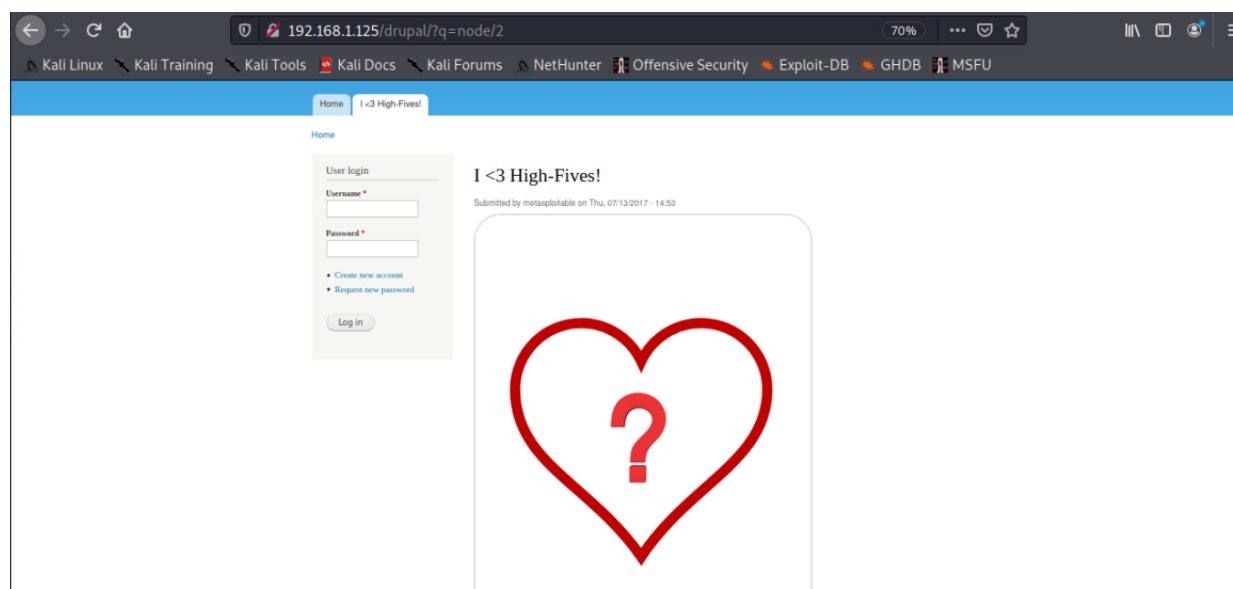 192.168.1.125/drupal/?q=node/2 70%
Kali Linux Kali Training Kali Tools Kali Docs Kali Forums NetHunter Offensive Security Exploit-DB GHDB MSFU
Home I <3 High-Fives!
Home
User login
Username *
Password *
Create new account
Request new password
Log in
I <3 High-Fives!
Submitted by metasploitable on Thu, 07/13/2017 - 14:53
?